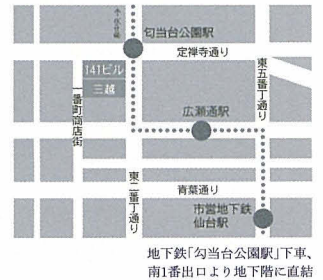 勾当台公園駅
定禅寺通り
141ビル
三越
一番町商店街
東五番丁通り
広瀬通駅
東二番丁通り
青葉通り
市営地下鉄
仙台駅
地下鉄「勾当台公園駅」下車、
南1番出口より地下階に直結